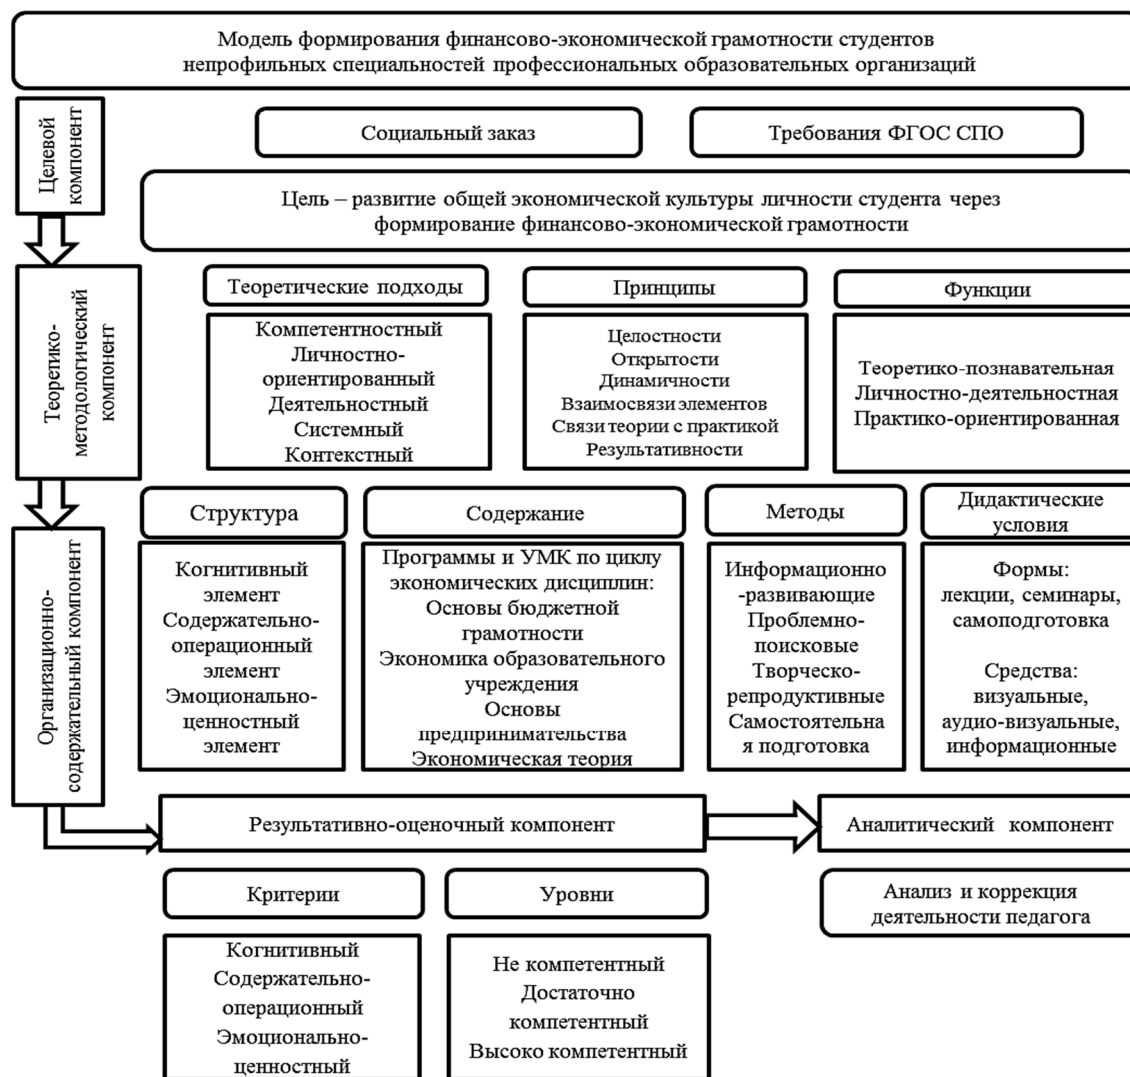 Модель формирования финансово-экономической грамотности студентов
непрофильных специальностей профессиональных образовательных организаций
Целевой
компонент
Социальный заказ
Требования ФГОС СПО
Цель – развитие общей экономической культуры личности студента через
формирование финансово-экономической грамотности
Теоретико-
методологический
компонент
Теоретические подходы
Компетентностный
Личностно-
ориентированный
Деятельностный
Системный
Контекстный
Принципы
Целостности
Открытости
Динамичности
Взаимосвязи элементов
Связи теории с практикой
Результативности
Функции
Теоретико-познавательная
Личностно-деятельностная
Практико-ориентированная
Организационно-
содержательный компонент
Структура
Когнитивный
элемент
Содержательно-
операционный
элемент
Эмоционально-
ценностный
элемент
Содержание
Программы и УМК по циклу
экономических дисциплин:
Основы бюджетной
грамотности
Экономика образовательного
учреждения
Основы
предпринимательства
Экономическая теория
Методы
Информационно
-развивающие
Проблемно-
поисковые
Творческо-
репродуктивные
Самостоятельна
я подготовка
Дидактические
условия
Формы:
лекции, семинары,
самоподготовка
Средства:
визуальные,
аудио-визуальные,
информационные
Результативно-оценочный компонент
Аналитический компонент
Критерии
Когнитивный
Содержательно-
операционный
Эмоционально-
ценностный
Уровни
Не компетентный
Достаточно
компетентный
Высоко компетентный
Анализ и коррекция
деятельности педагога